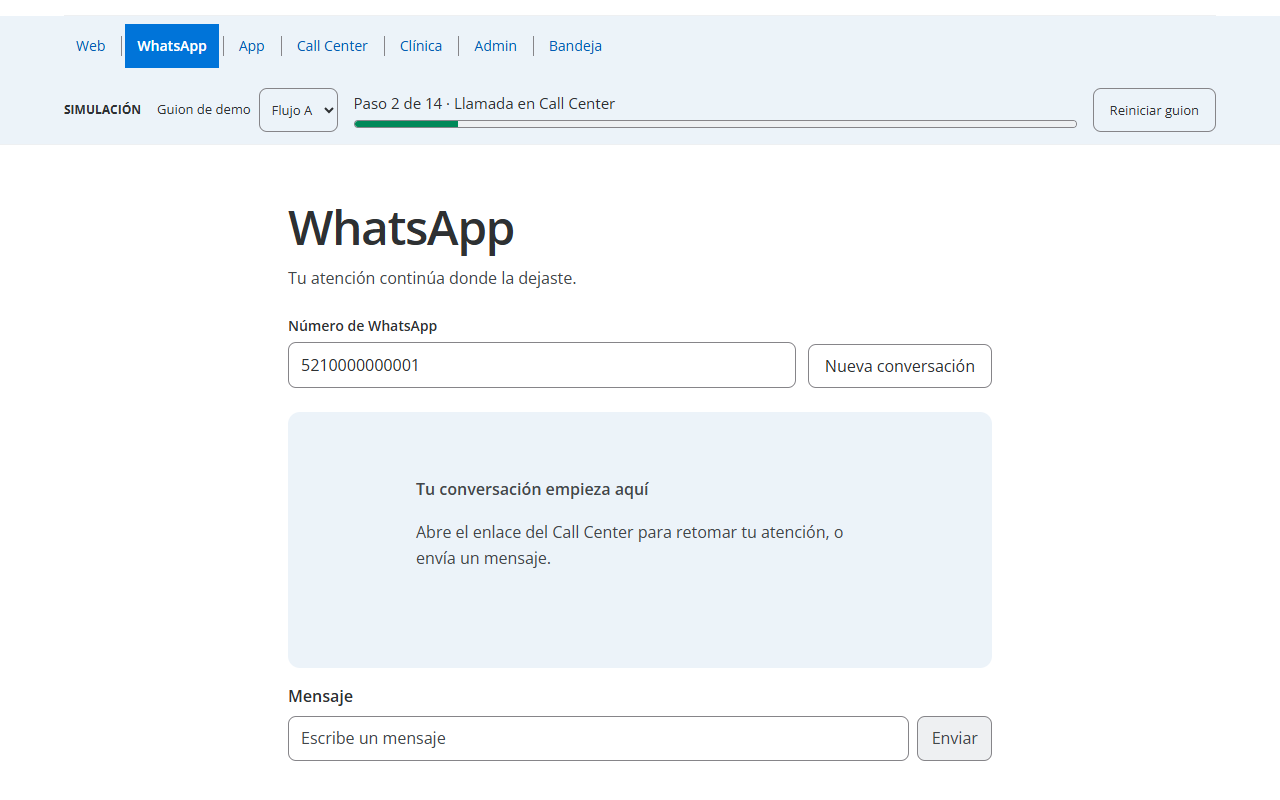 Web
WhatsApp
App
Call Center
Clínica
Admin
Bandeja
SIMULACIÓN
Guion de demo
Flujo A
Paso 2 de 14 · Llamada en Call Center
Reiniciar guion
WhatsApp
Tu atención continúa donde la dejaste.
Número de WhatsApp
5210000000001
Nueva conversación
Tu conversación empieza aquí
Abre el enlace del Call Center para retomar tu atención, o
envía un mensaje.
Mensaje
Escribe un mensaje
Enviar